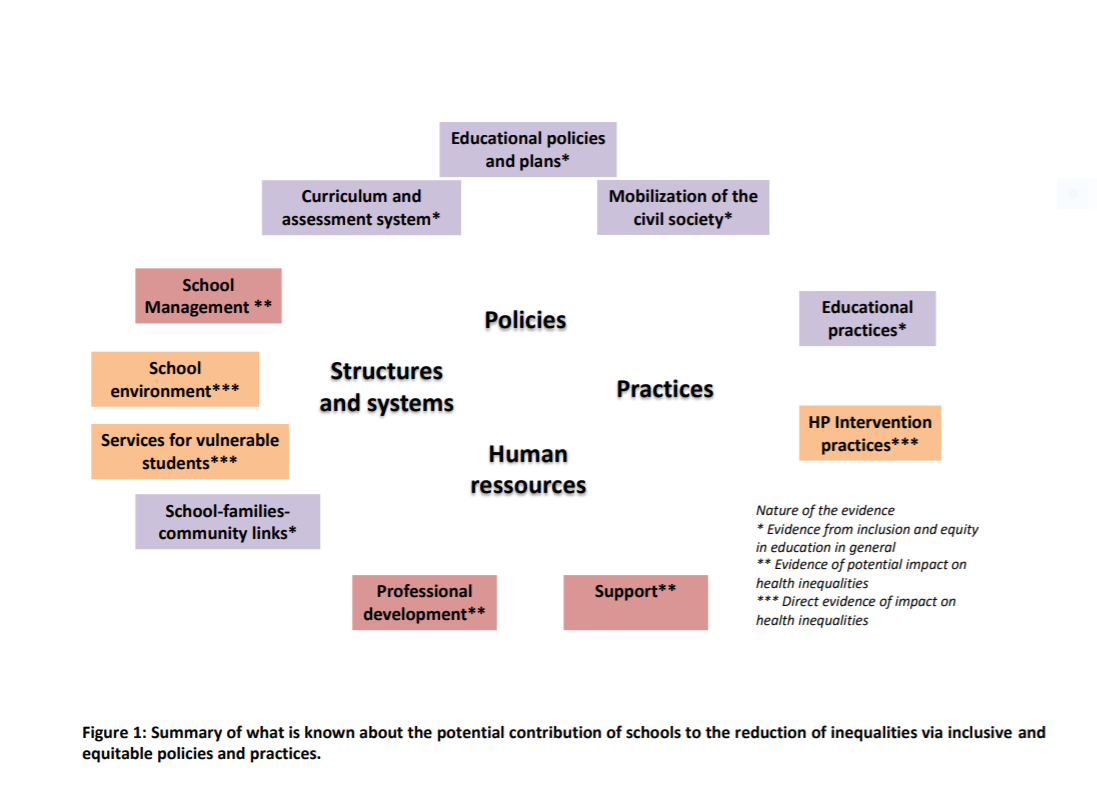 Educational policies
and plans*
Curriculum and
assessment system*
Mobilization of the
civil society*
School
Management **
Educational
practices*
Policies
School
environment***
Structures
and systems
Practices
HP Intervention
practices***
Services for vulnerable
students***
Human
ressources
School-families-
community links*
Nature of the evidence
* Evidence from inclusion and equity
in education in general
** Evidence of potential impact on
health inequalities
*** Direct evidence of impact on
health inequalities
Professional
development**
Support**
Figure 1: Summary of what is known about the potential contribution of schools to the reduction of inequalities via inclusive and
equitable policies and practices.